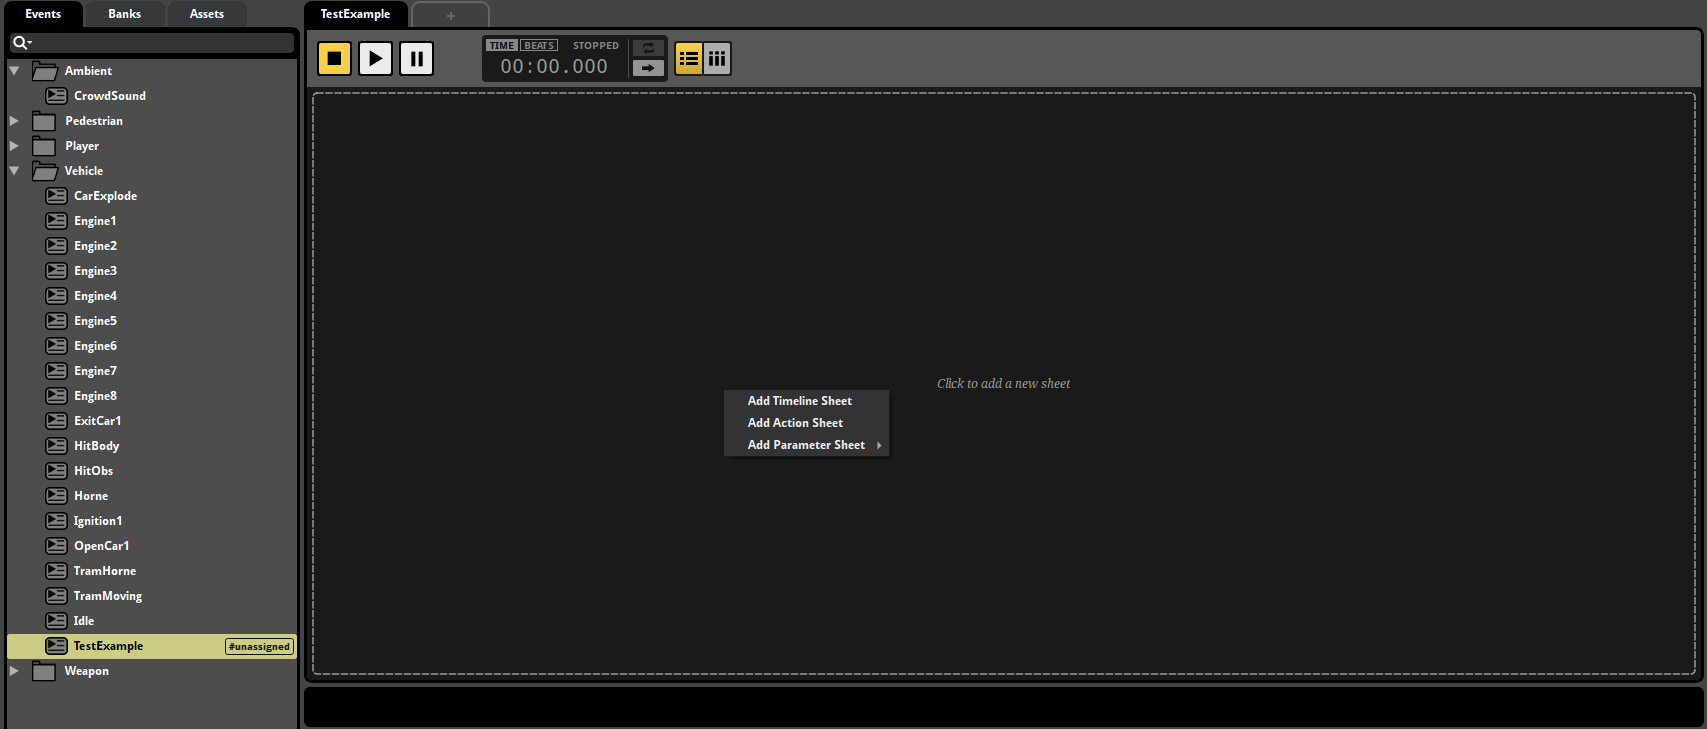 Events
Banks
Assets
Ambient
CrowdSound
Pedestrian
Player
Vehicle
CarExplode
Engine1
Engine2
Engine3
Engine4
Engine5
Engine6
Engine7
Engine8
ExitCar1
HitBody
HitObs
Horne
Ignition1
OpenCar1
TramHorne
TramMoving
Idle
TestExample #unassigned
Weapon
TestExample
+
TIME BEATS STOPPED
00:00.000
Click to add a new sheet
Add Timeline Sheet
Add Action Sheet
Add Parameter Sheet